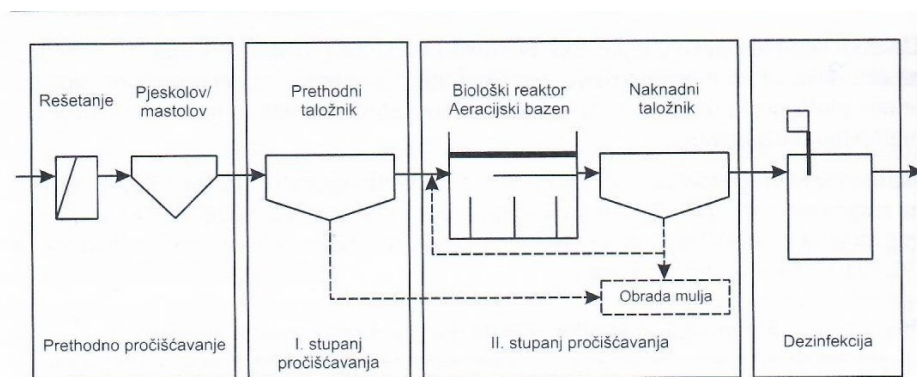 Rešetanje
Pjeskolov/
mastolov
Prethodni
taložnik
Biološki reaktor
Aeracijski bazen
Naknadni
taložnik
Obrada mulja
Prethodno pročišćavanje
I. stupanj
pročišćavanja
II. stupanj pročišćavanja
Dezinfekcija